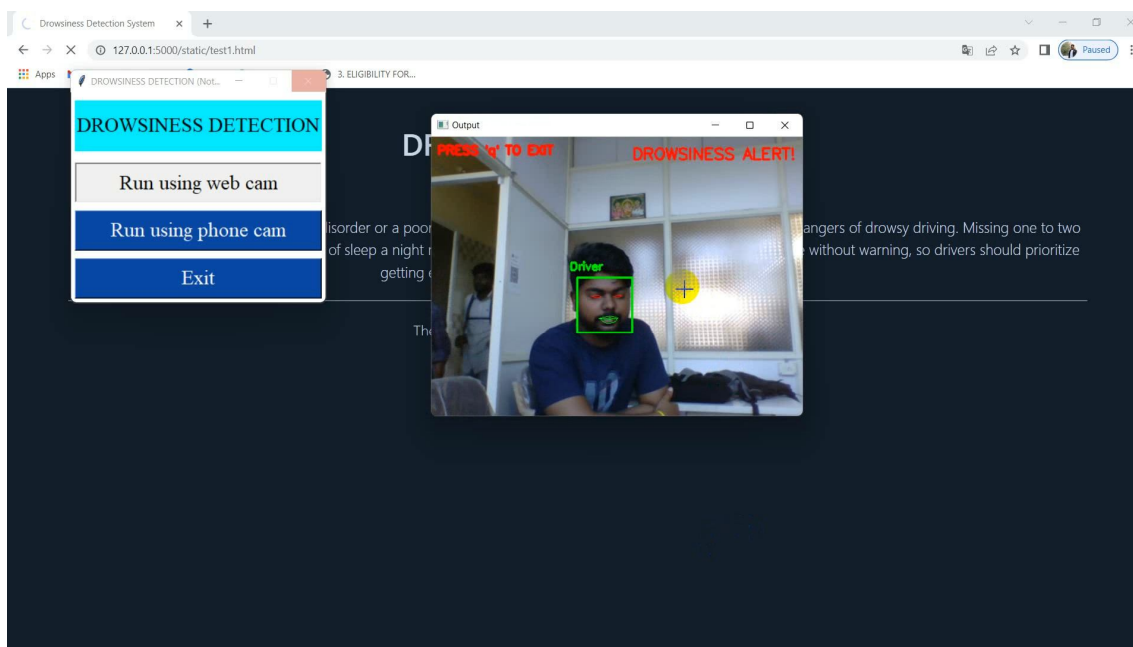 Drowsiness Detection System
127.0.0.1:5000/static/test1.html
Paused
Apps
3. ELIGIBILITY FOR...
DROWSINESS DETECTION (Not...
DROWSINESS DETECTION
Run using web cam
Run using phone cam
Exit
Output
PRESS 'q' TO EXIT
DROWSINESS ALERT!
Driver
isorder or a poor
angers of drowsy driving. Missing one to two
of sleep a night
without warning, so drivers should prioritize
getting